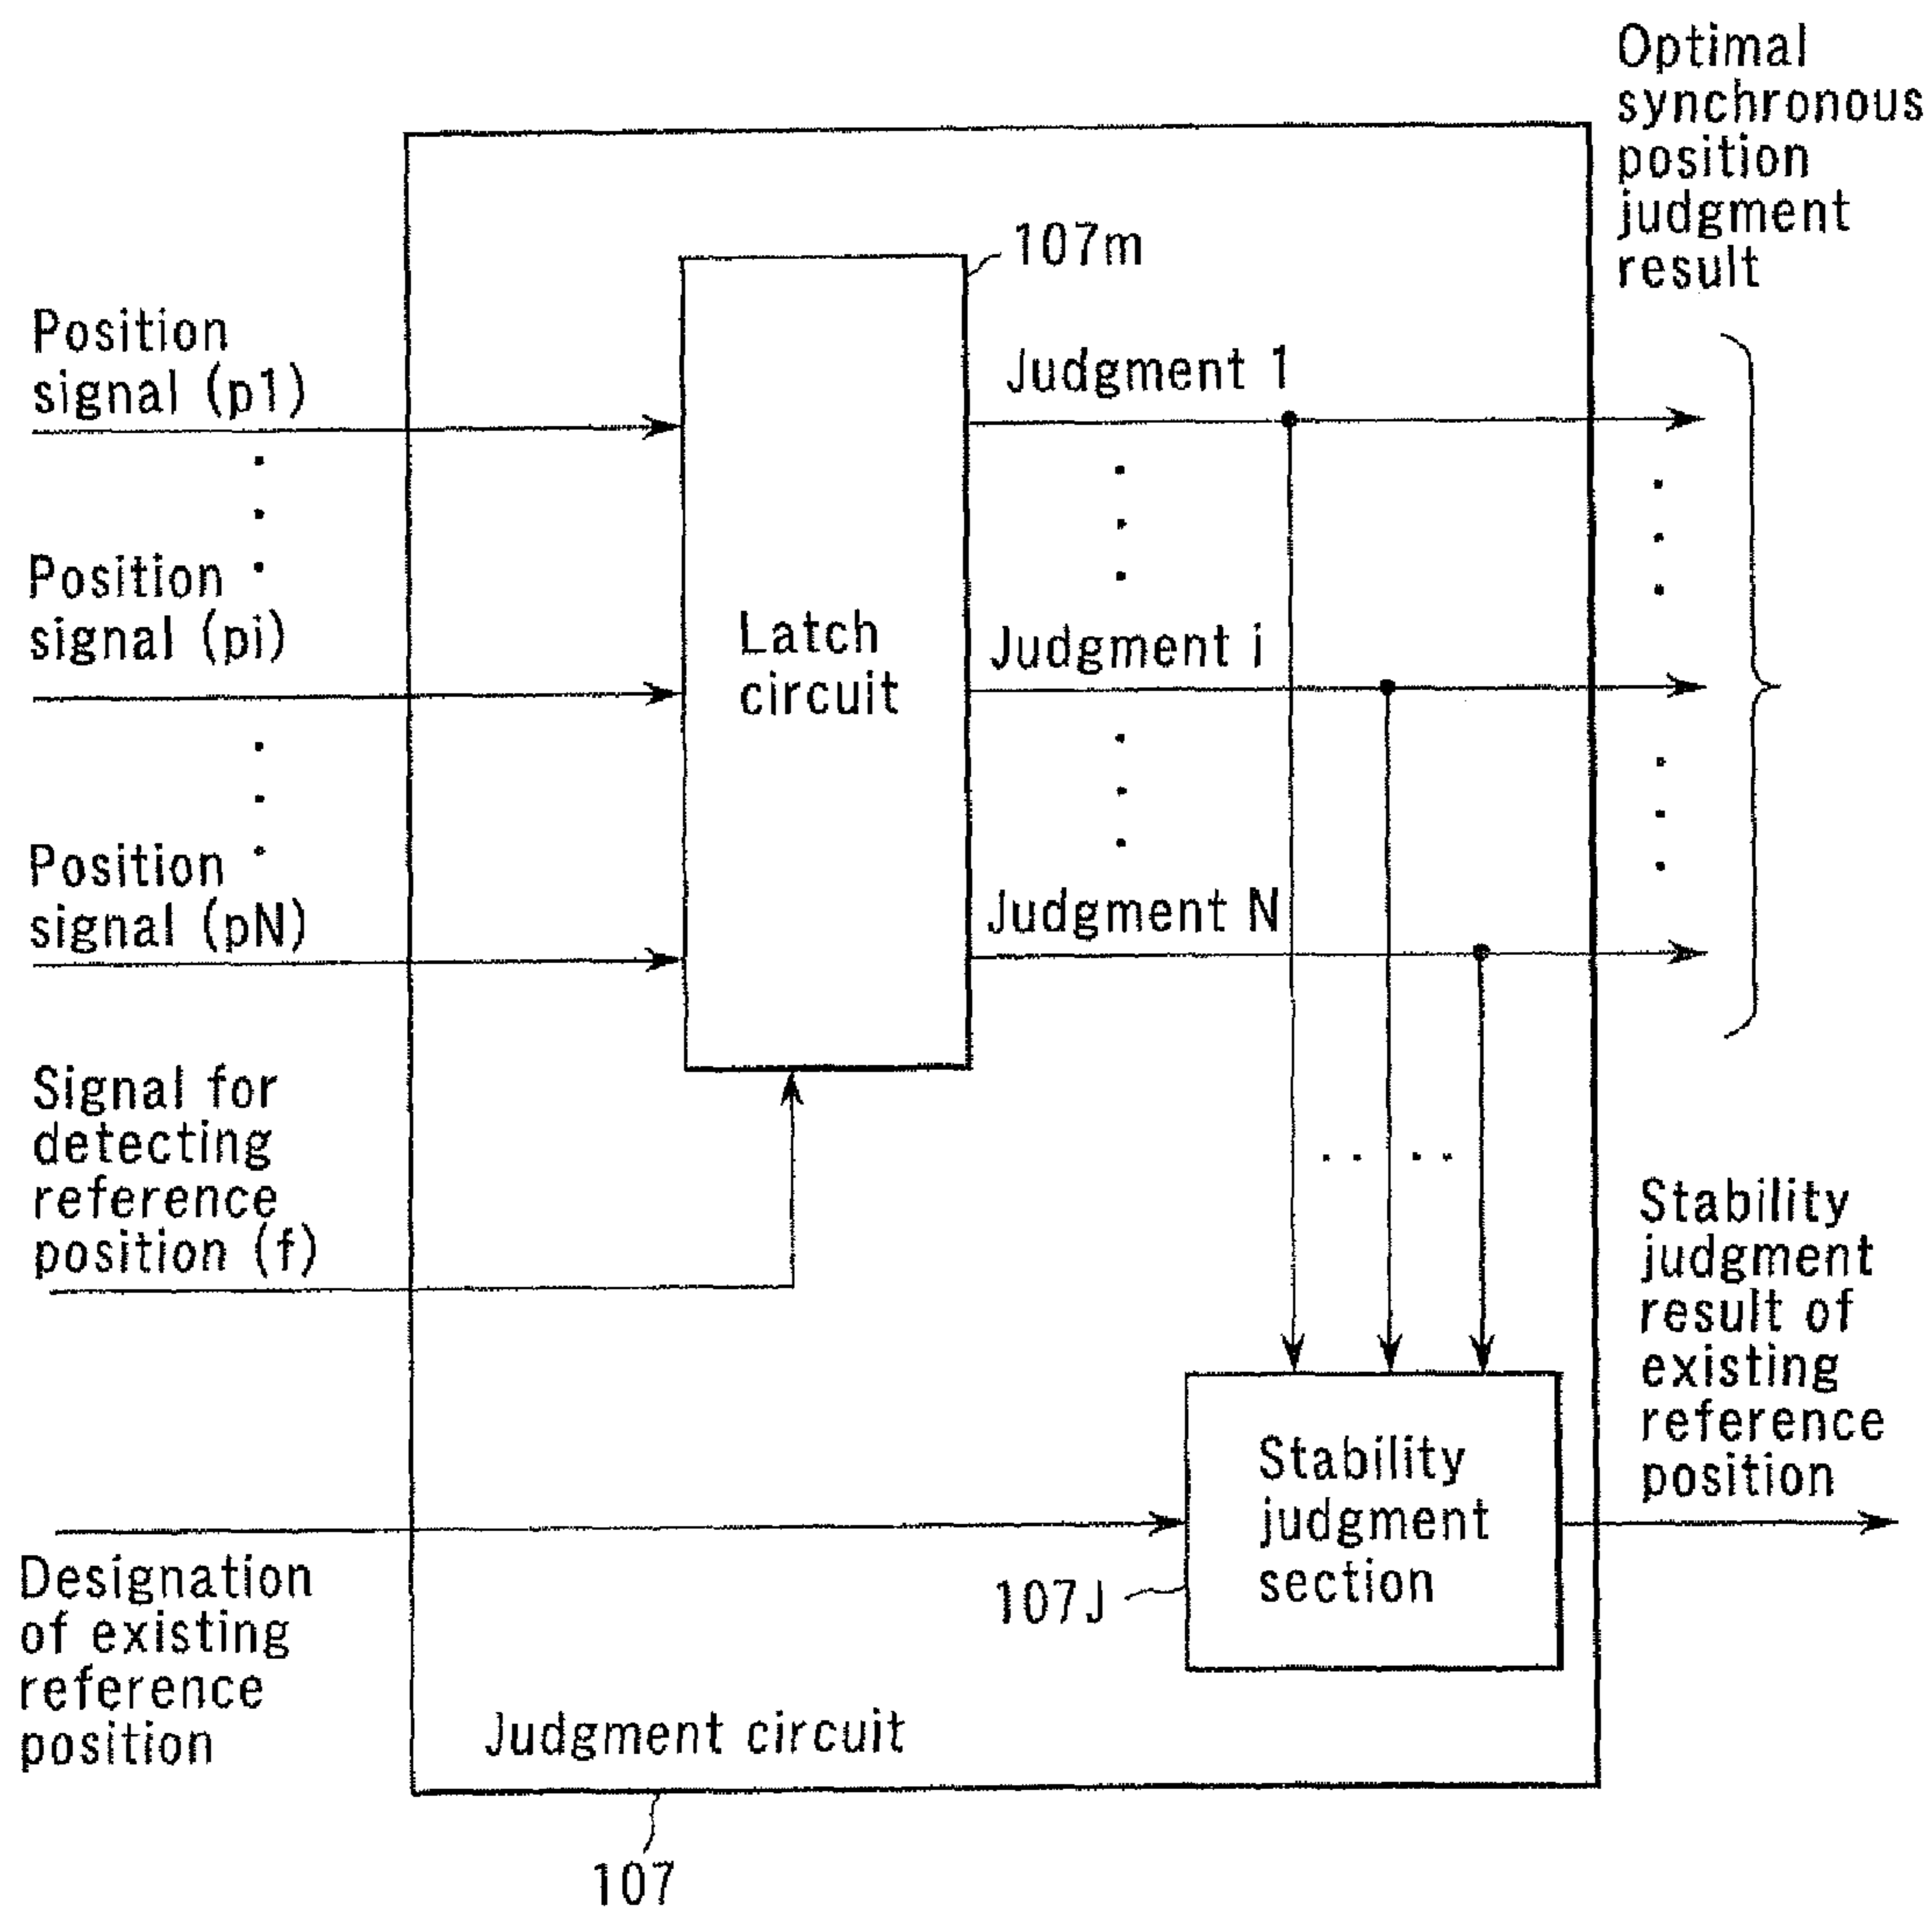 Optimal
synchronous
position
judgment
result
107m
Position
signal (p1)
Judgment 1
Position
signal (pi)
Latch
circuit
Judgment i
Position
signal (pN)
Judgment N
Signal for
detecting
reference
position (f)
Stability
judgment
result of
existing
reference
position
Stability
judgment
section
107J
Designation
of existing
reference
position
Judgment circuit
107